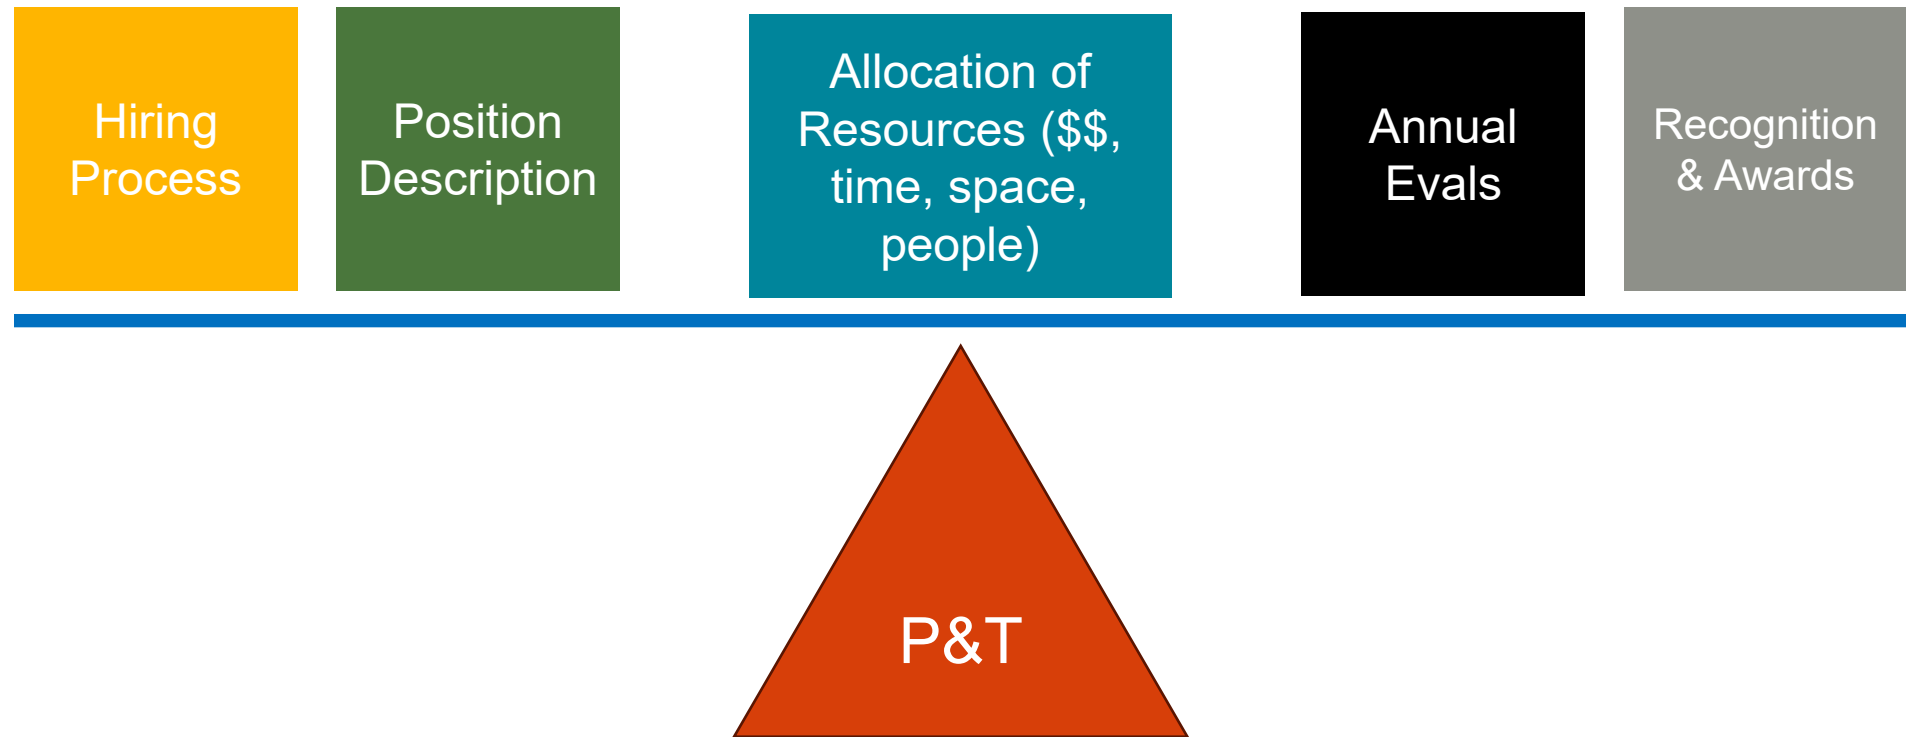 Hiring
Process
Position
Description
Allocation of
Resources ($$,
time, space,
people)
Annual
Evals
Recognition
& Awards
P&T